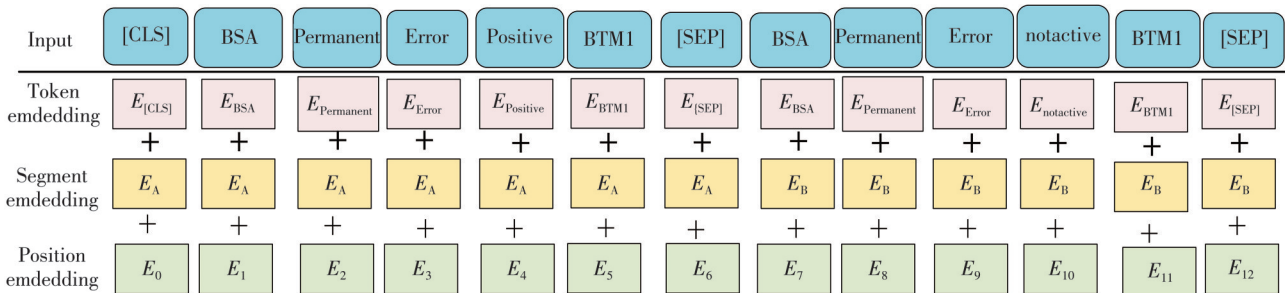 Input [CLS] BSA Permanent Error Positive BTM1 [SEP] BSA Permanent Error notactive BTM1 [SEP]
Token
emdedding
E[CLS] EBSA EPermanent EError EPositive EBTM1 E[SEP] EBSA EPermanent EError Enotactive EBTM1 E[SEP]
+ + + + + + + + + + + + +
Segment
emdedding
EA EA EA EA EA EA EA EB EB EB EB EB EB
+ + + + + + + + + + + + +
Position
emdedding
E0 E1 E2 E3 E4 E5 E6 E7 E8 E9 E10 E11 E12